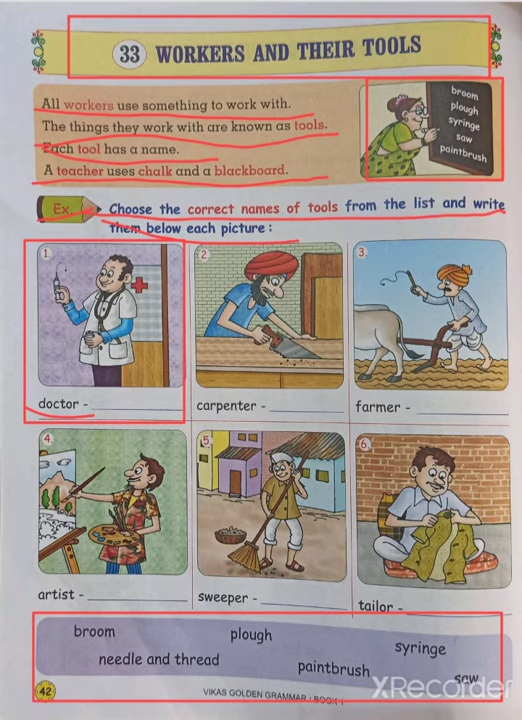 33 WORKERS AND THEIR TOOLS
All workers use something to work with.
The things they work with are known as tools.
Each tool has a name.
A teacher uses chalk and a blackboard.
broom
plough
syringe
saw
paintbrush
Ex. Choose the correct names of tools from the list and write
them below each picture :
1. 2. 3.
doctor - carpenter - farmer -
4. 5. 6.
artist - sweeper - tailor -
broom plough syringe
needle and thread paintbrush saw
42 VIKAS GOLDEN GRAMMAR - BOOK 1
XRecorder